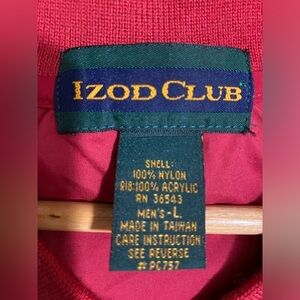 IZOD CLUB
SHELL:
100% NYLON
RIB:100% ACRYLIC
RN 36543
MEN'S-L
MADE IN TAIWAN
CARE INSTRUCTION
SEE REVERSE
# PC757